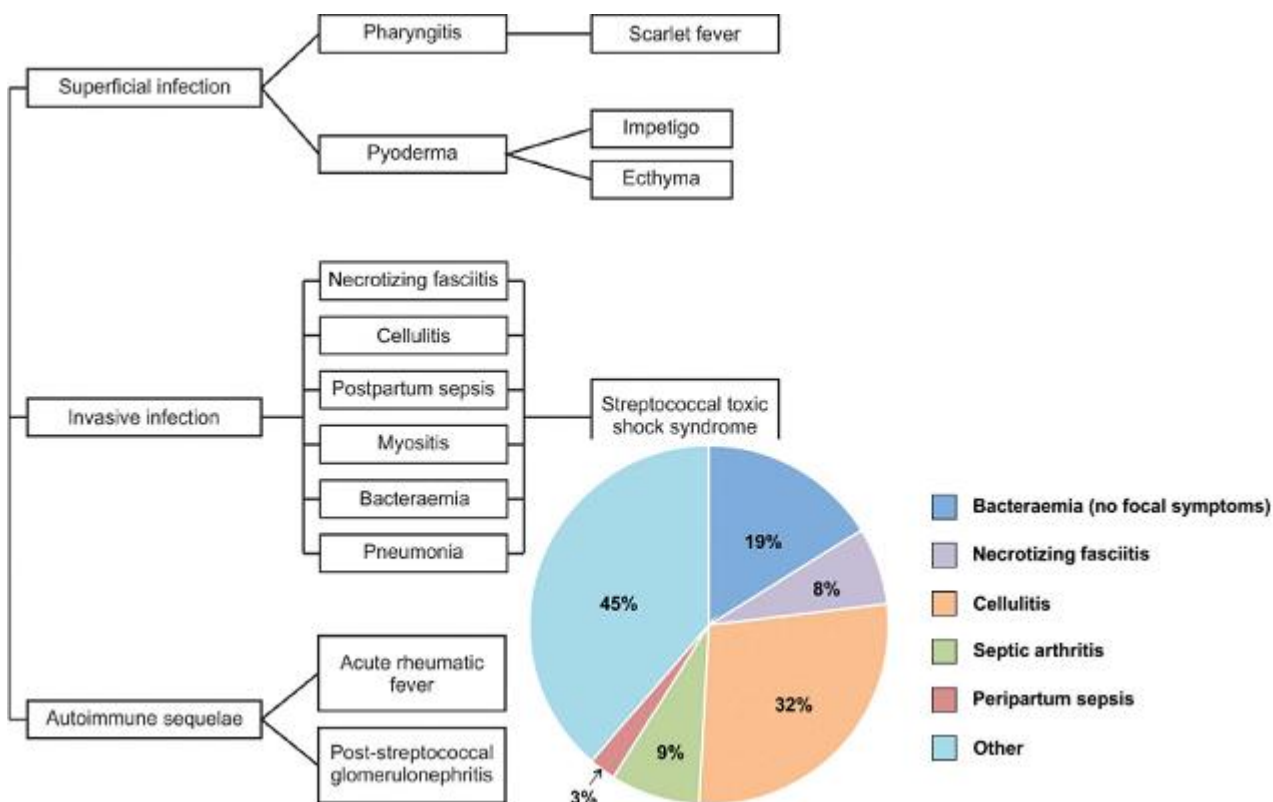 Pharyngitis
Scarlet fever
Superficial infection
Impetigo
Pyoderma
Ecthyma
Necrotizing fasciitis
Cellulitis
Postpartum sepsis
Streptococcal toxic
shock syndrome
Invasive infection
Myositis
Bacteraemia
Pneumonia
Acute rheumatic
fever
Autoimmune sequelae
Post-streptococcal
glomerulonephritis
19%
8%
32%
9%
3%
45%
Bacteraemia (no focal symptoms)
Necrotizing fasciitis
Cellulitis
Septic arthritis
Peripartum sepsis
Other